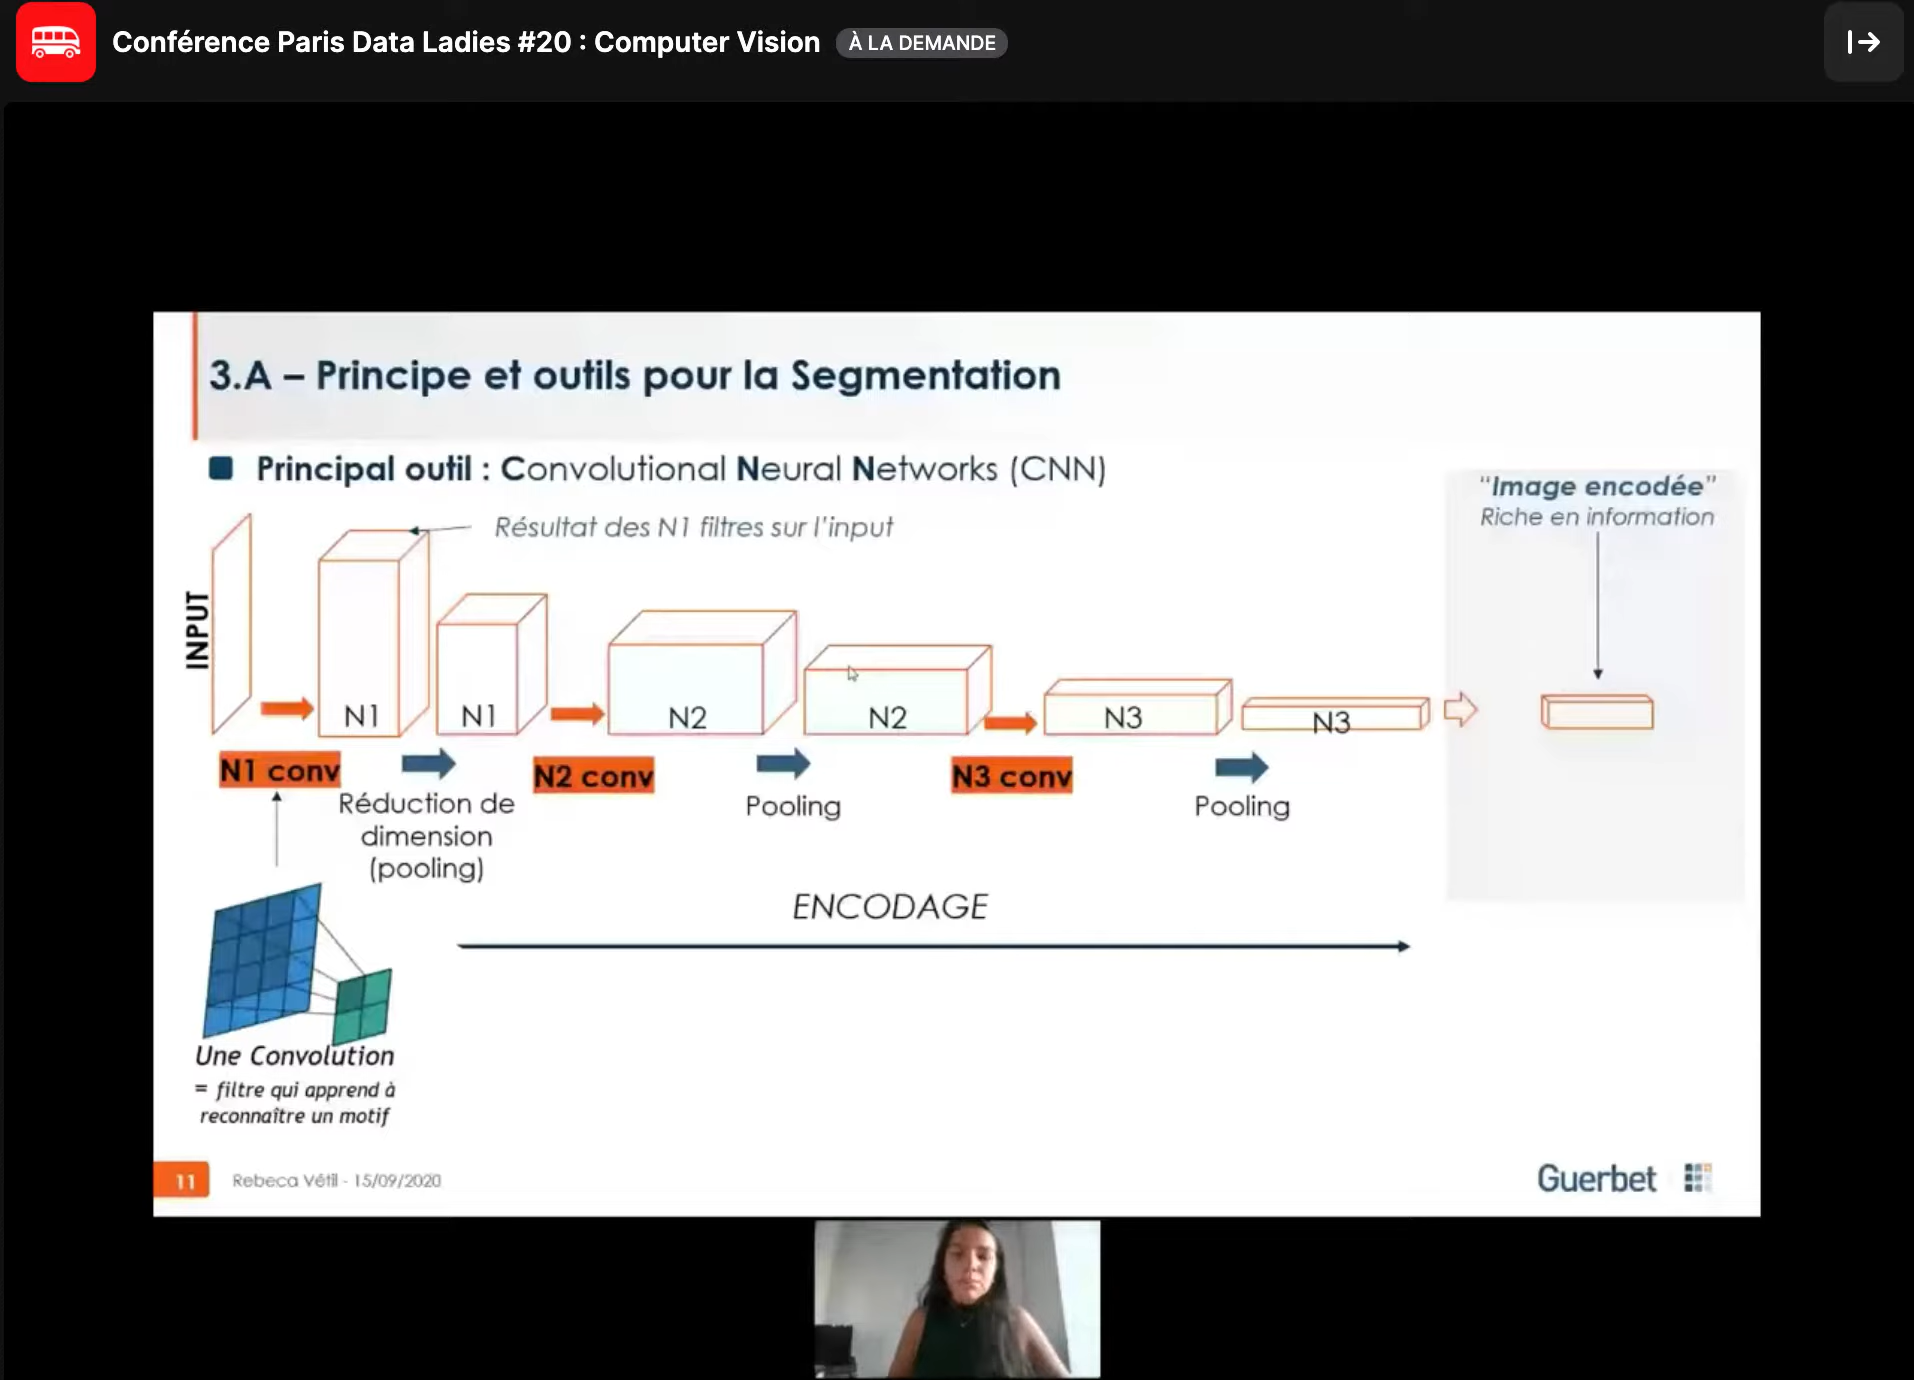 Conférence Paris Data Ladies #20 : Computer Vision
À LA DEMANDE
3.A – Principe et outils pour la Segmentation
Principal outil : Convolutional Neural Networks (CNN)
"Image encodée"
Riche en information
Résultat des N1 filtres sur l'input
INPUT
N1
N1
N2
N2
N3
N3
N1 conv
N2 conv
N3 conv
Réduction de
dimension
(pooling)
Pooling
Pooling
ENCODAGE
Une Convolution
= filtre qui apprend à
reconnaître un motif
11
Rebeca Vétil - 15/09/2020
Guerbet